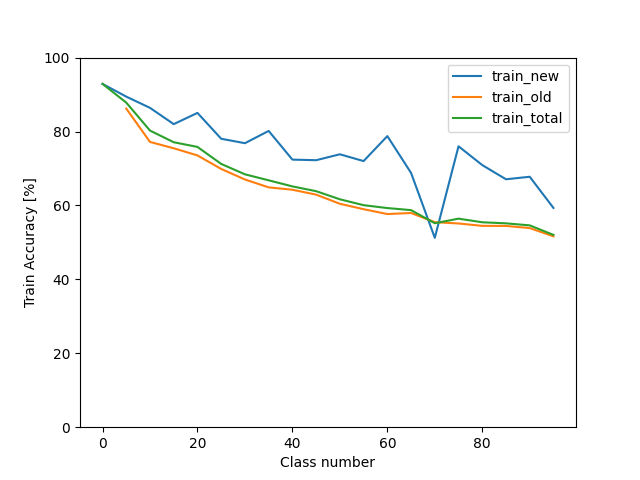 100
80
60
40
20
0
Train Accuracy [%]
train_new
train_old
train_total
0 20 40 60 80
Class number